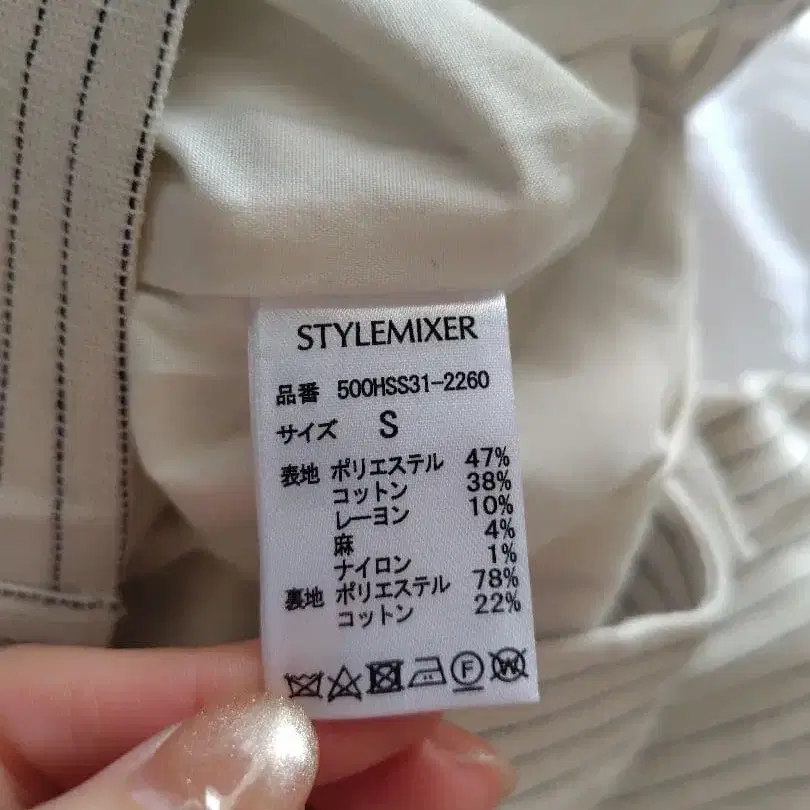 STYLEMIXER
品番 500HSS31-2260
サイズ S
表地 ポリエステル 47%
コットン 38%
レーヨン 10%
麻 4%
ナイロン 1%
裏地 ポリエステル 78%
コットン 22%
F W